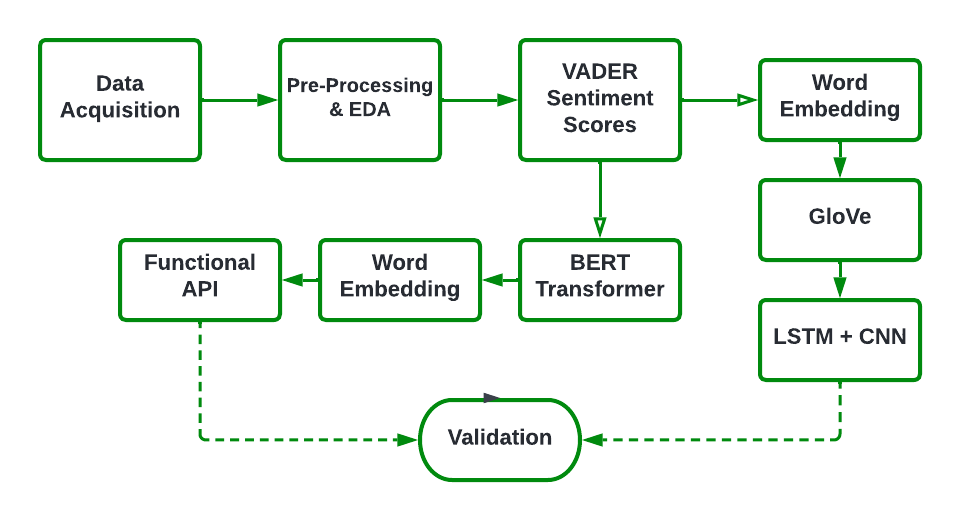 Data
Acquisition
Pre-Processing
& EDA
VADER
Sentiment
Scores
Word
Embedding
GloVe
LSTM + CNN
BERT
Transformer
Word
Embedding
Functional
API
Validation